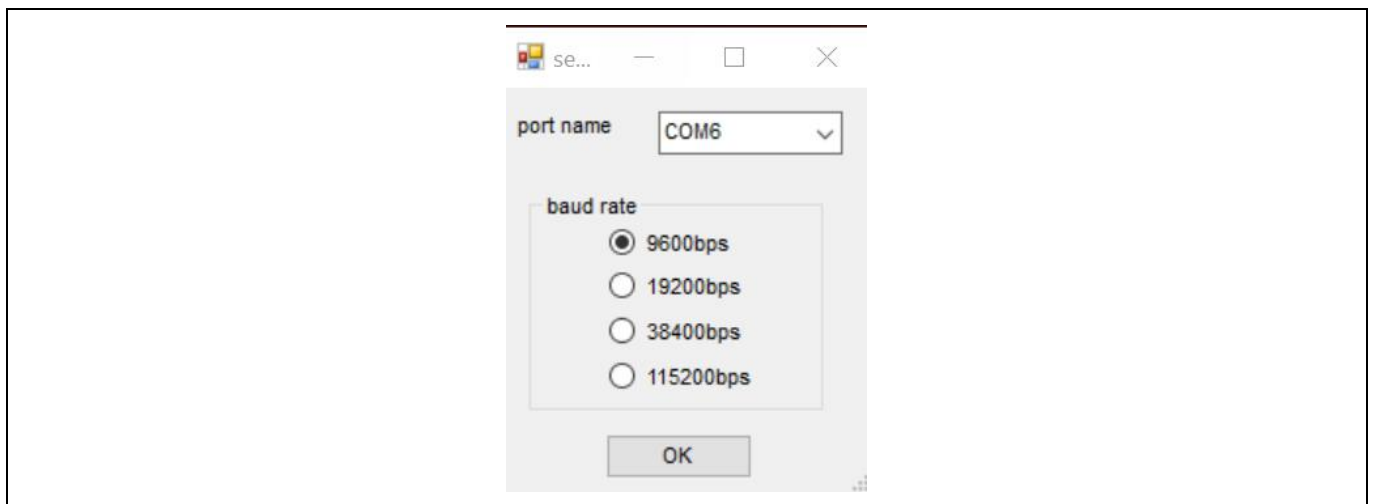 se...
port name
COM6
baud rate
9600bps
19200bps
38400bps
115200bps
OK